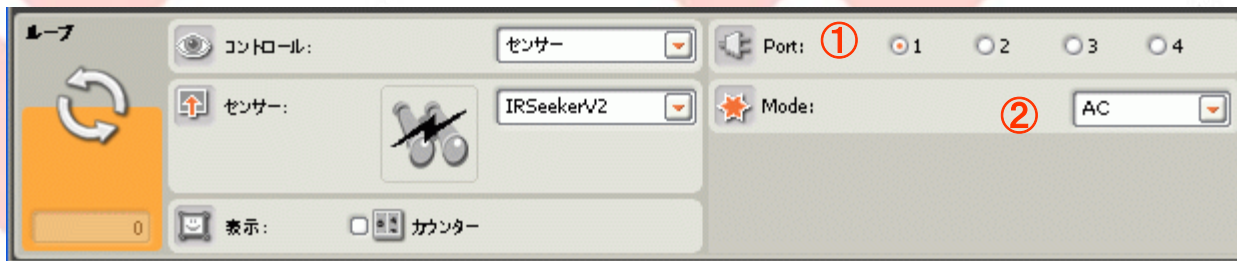 ループ
コントロール: センサー
Port: ① 1 2 3 4
センサー: IRSeekerV2
Mode: ② AC
0
表示: カウンター